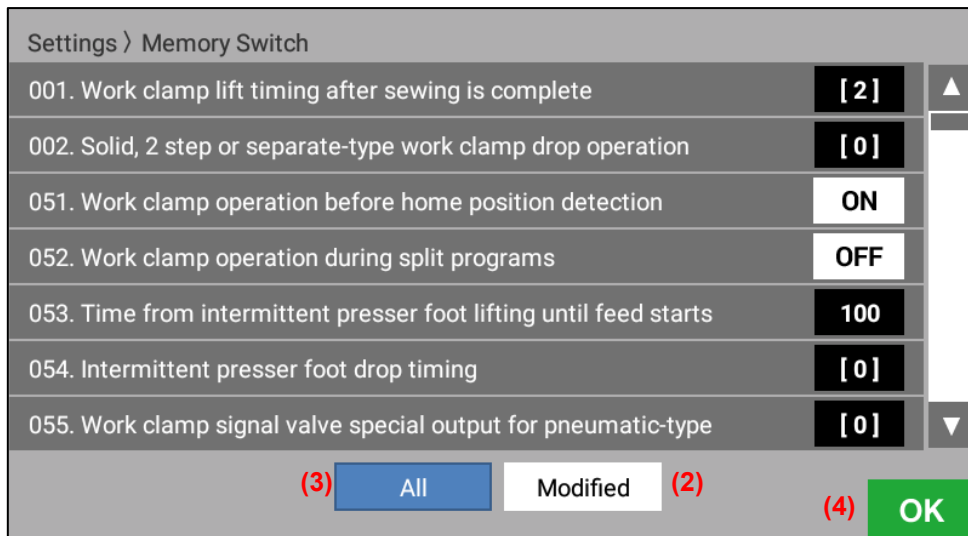 Settings 〉 Memory Switch
001. Work clamp lift timing after sewing is complete [ 2 ]
002. Solid, 2 step or separate-type work clamp drop operation [ 0 ]
051. Work clamp operation before home position detection ON
052. Work clamp operation during split programs OFF
053. Time from intermittent presser foot lifting until feed starts 100
054. Intermittent presser foot drop timing [ 0 ]
055. Work clamp signal valve special output for pneumatic-type [ 0 ]
(3) All Modified (2)
(4) OK